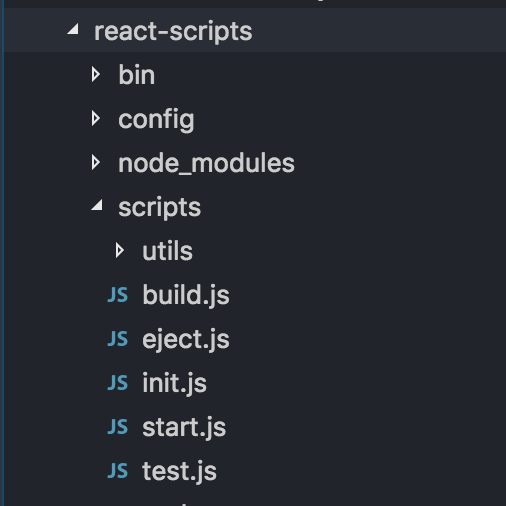 react-scripts
bin
config
node_modules
scripts
utils
JS build.js
JS eject.js
JS init.js
JS start.js
JS test.js